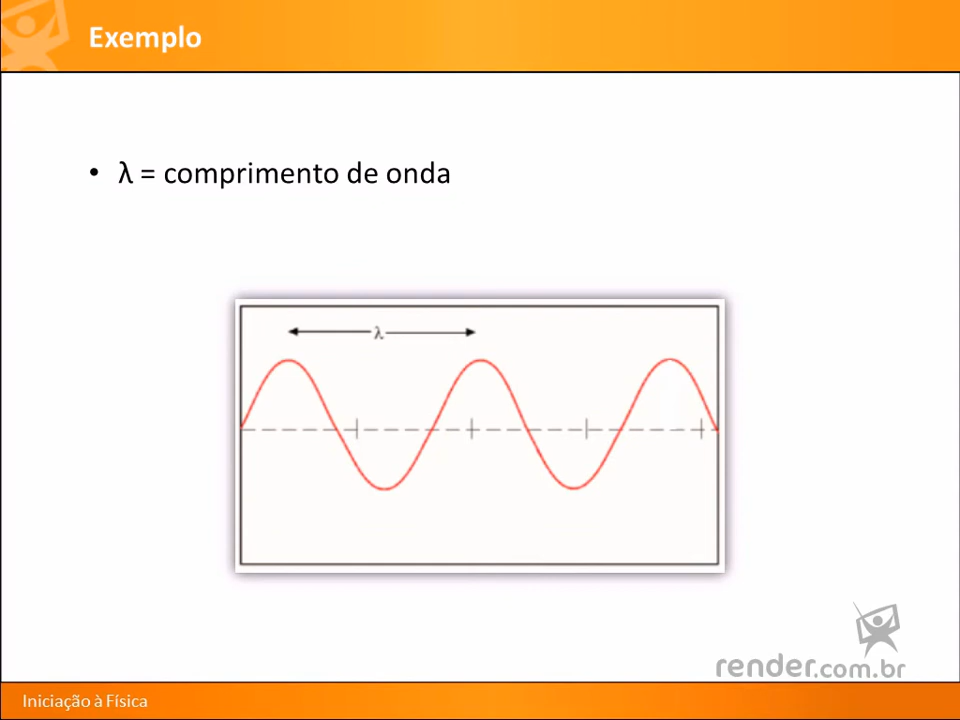 Exemplo
• λ = comprimento de onda
λ
render.com.br
Iniciação à Física